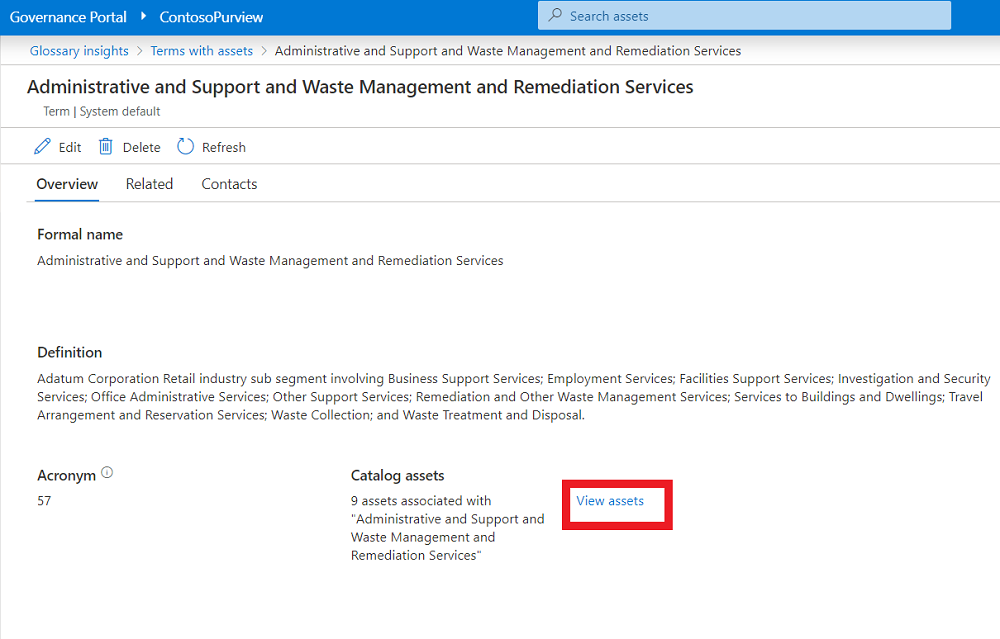 Governance Portal ContosoPurview
Search assets
Glossary insights > Terms with assets > Administrative and Support and Waste Management and Remediation Services
Administrative and Support and Waste Management and Remediation Services
Term | System default
Edit Delete Refresh
Overview Related Contacts
Formal name
Administrative and Support and Waste Management and Remediation Services
Definition
Adatum Corporation Retail industry sub segment involving Business Support Services; Employment Services; Facilities Support Services; Investigation and Security
Services; Office Administrative Services; Other Support Services; Remediation and Other Waste Management Services; Services to Buildings and Dwellings; Travel
Arrangement and Reservation Services; Waste Collection; and Waste Treatment and Disposal.
Acronym
57
Catalog assets
9 assets associated with
"Administrative and Support and
Waste Management and
Remediation Services"
View assets